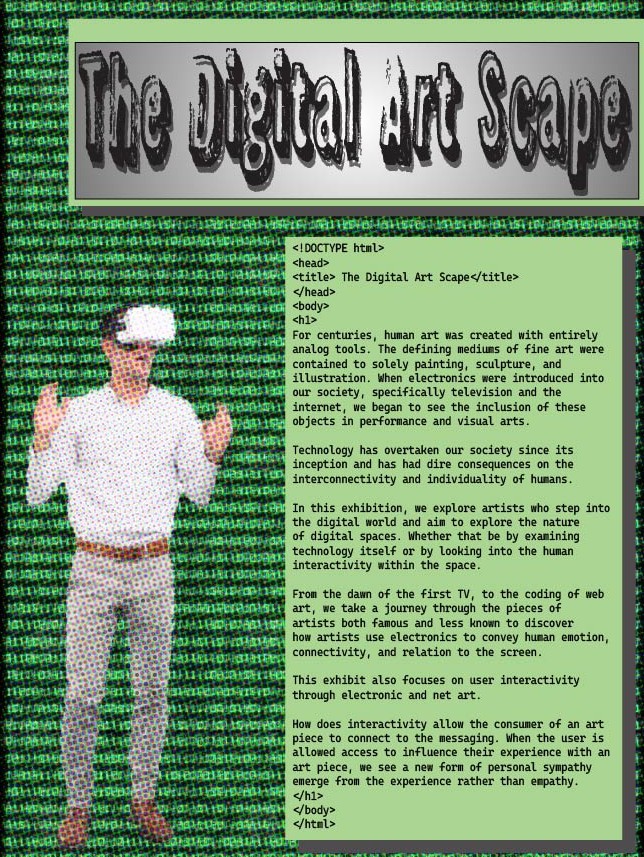 The Digital Art Scape
<!DOCTYPE html>
<head>
<title> The Digital Art Scape</title>
</head>
<body>
<h1>
For centuries, human art was created with entirely
analog tools. The defining mediums of fine art were
contained to solely painting, sculpture, and
illustration. When electronics were introduced into
our society, specifically television and the
internet, we began to see the inclusion of these
objects in performance and visual arts.
Technology has overtaken our society since its
inception and has had dire consequences on the
interconnectivity and individuality of humans.
In this exhibition, we explore artists who step into
the digital world and aim to explore the nature
of digital spaces. Whether that be by examining
technology itself or by looking into the human
interactivity within the space.
From the dawn of the first TV, to the coding of web
art, we take a journey through the pieces of
artists both famous and less known to discover
how artists use electronics to convey human emotion,
connectivity, and relation to the screen.
This exhibit also focuses on user interactivity
through electronic and net art.
How does interactivity allow the consumer of an art
piece to connect to the messaging. When the user is
allowed access to influence their experience with an
art piece, we see a new form of personal sympathy
emerge from the experience rather than empathy.
</h1>
</body>
</html>